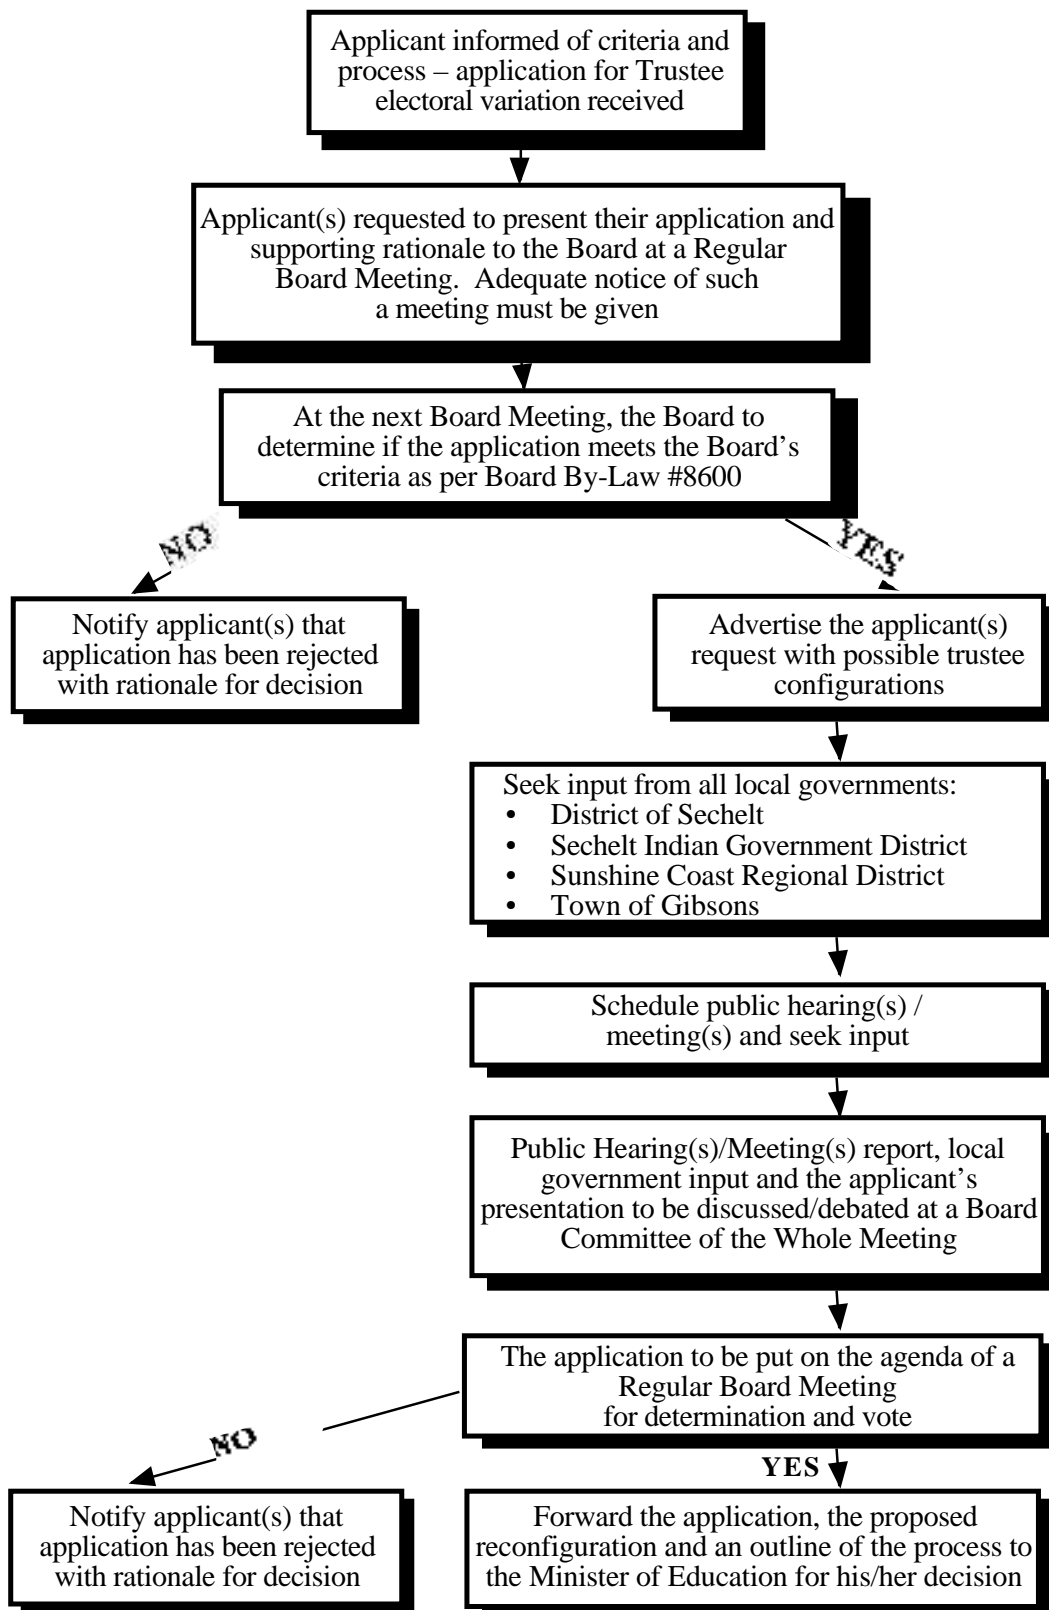 Applicant informed of criteria and
process – application for Trustee
electoral variation received
Applicant(s) requested to present their application and
supporting rationale to the Board at a Regular
Board Meeting.  Adequate notice of such
a meeting must be given
At the next Board Meeting, the Board to
determine if the application meets the Board’s
criteria as per Board By-Law #8600
NO
YES
Notify applicant(s) that
application has been rejected
with rationale for decision
Advertise the applicant(s)
request with possible trustee
configurations
Seek input from all local governments:
• District of Sechelt
• Sechelt Indian Government District
• Sunshine Coast Regional District
• Town of Gibsons
Schedule public hearing(s) /
meeting(s) and seek input
Public Hearing(s)/Meeting(s) report, local
government input and the applicant’s
presentation to be discussed/debated at a Board
Committee of the Whole Meeting
The application to be put on the agenda of a
Regular Board Meeting
for determination and vote
NO
YES
Notify applicant(s) that
application has been rejected
with rationale for decision
Forward the application, the proposed
reconfiguration and an outline of the process to
the Minister of Education for his/her decision